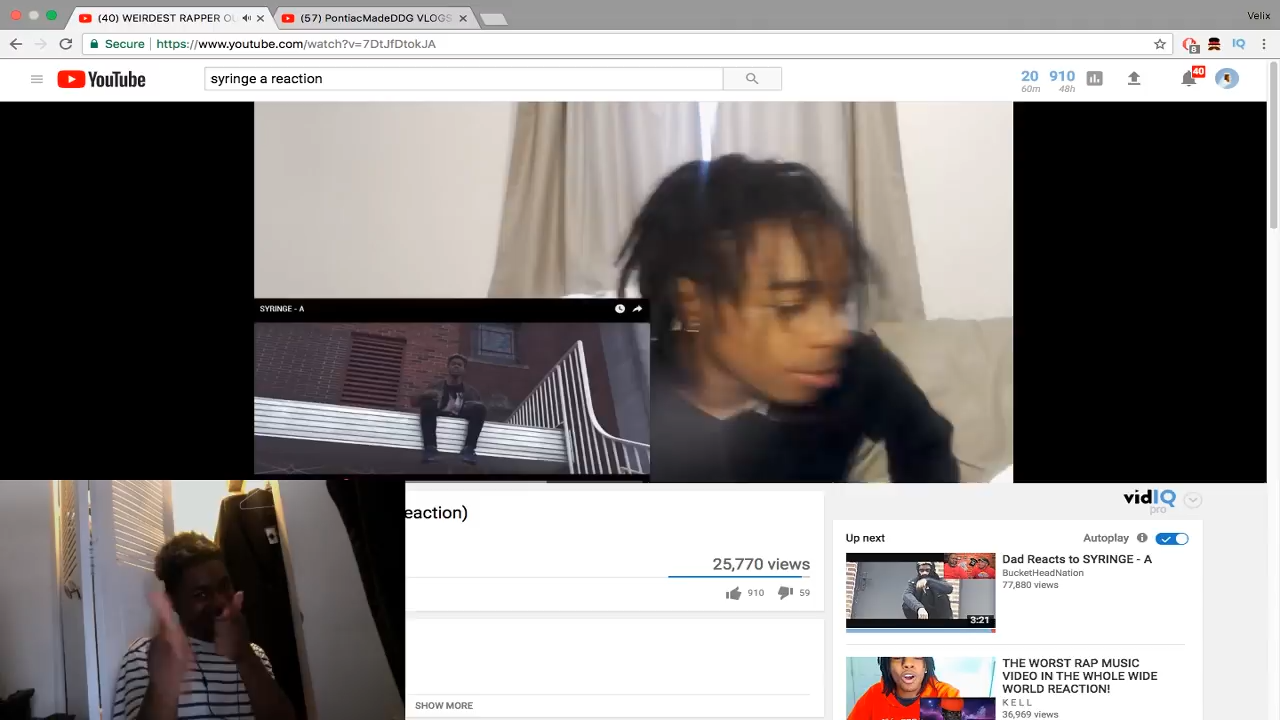 (40) WEIRDEST RAPPER OU
(57) PontiacMadeDDG VLOGS
Velix
Secure
https://www.youtube.com/watch?v=7DtJfDtokJA
8
IQ
YouTube
syringe a reaction
20 910
60m 48h
40
SYRINGE - A
eaction)
25,770 views
910 59
SHOW MORE
vidIQ
pro
Up next
Autoplay
Dad Reacts to SYRINGE - A
BucketHeadNation
77,880 views
3:21
THE WORST RAP MUSIC
VIDEO IN THE WHOLE WIDE
WORLD REACTION!
K E L L
36,969 views